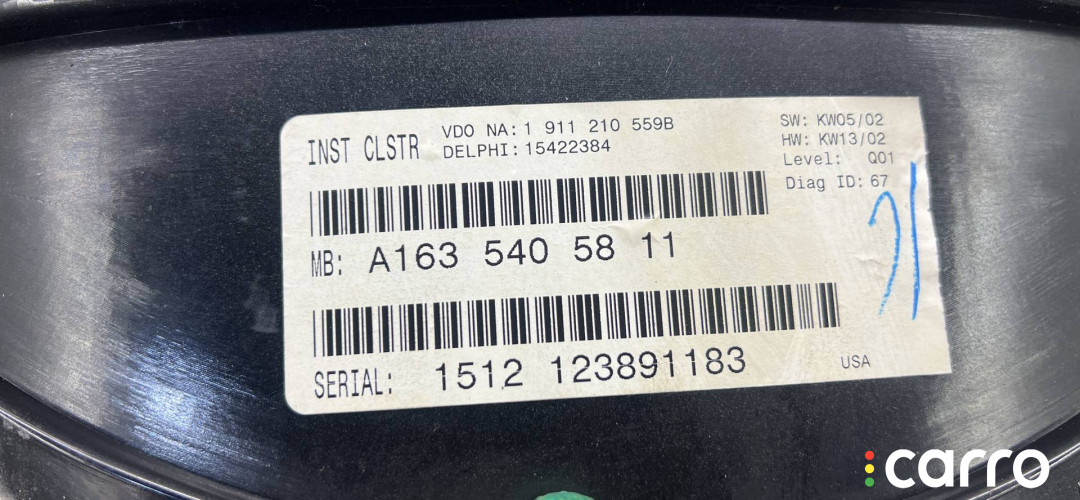 INST CLSTR
VDO NA: 1 911 210 559B
DELPHI: 15422384
SW: KW05/02
HW: KW13/02
Level: Q01
Diag ID: 67
MB: A163 540 58 11
SERIAL: 1512 123891183
USA
carro